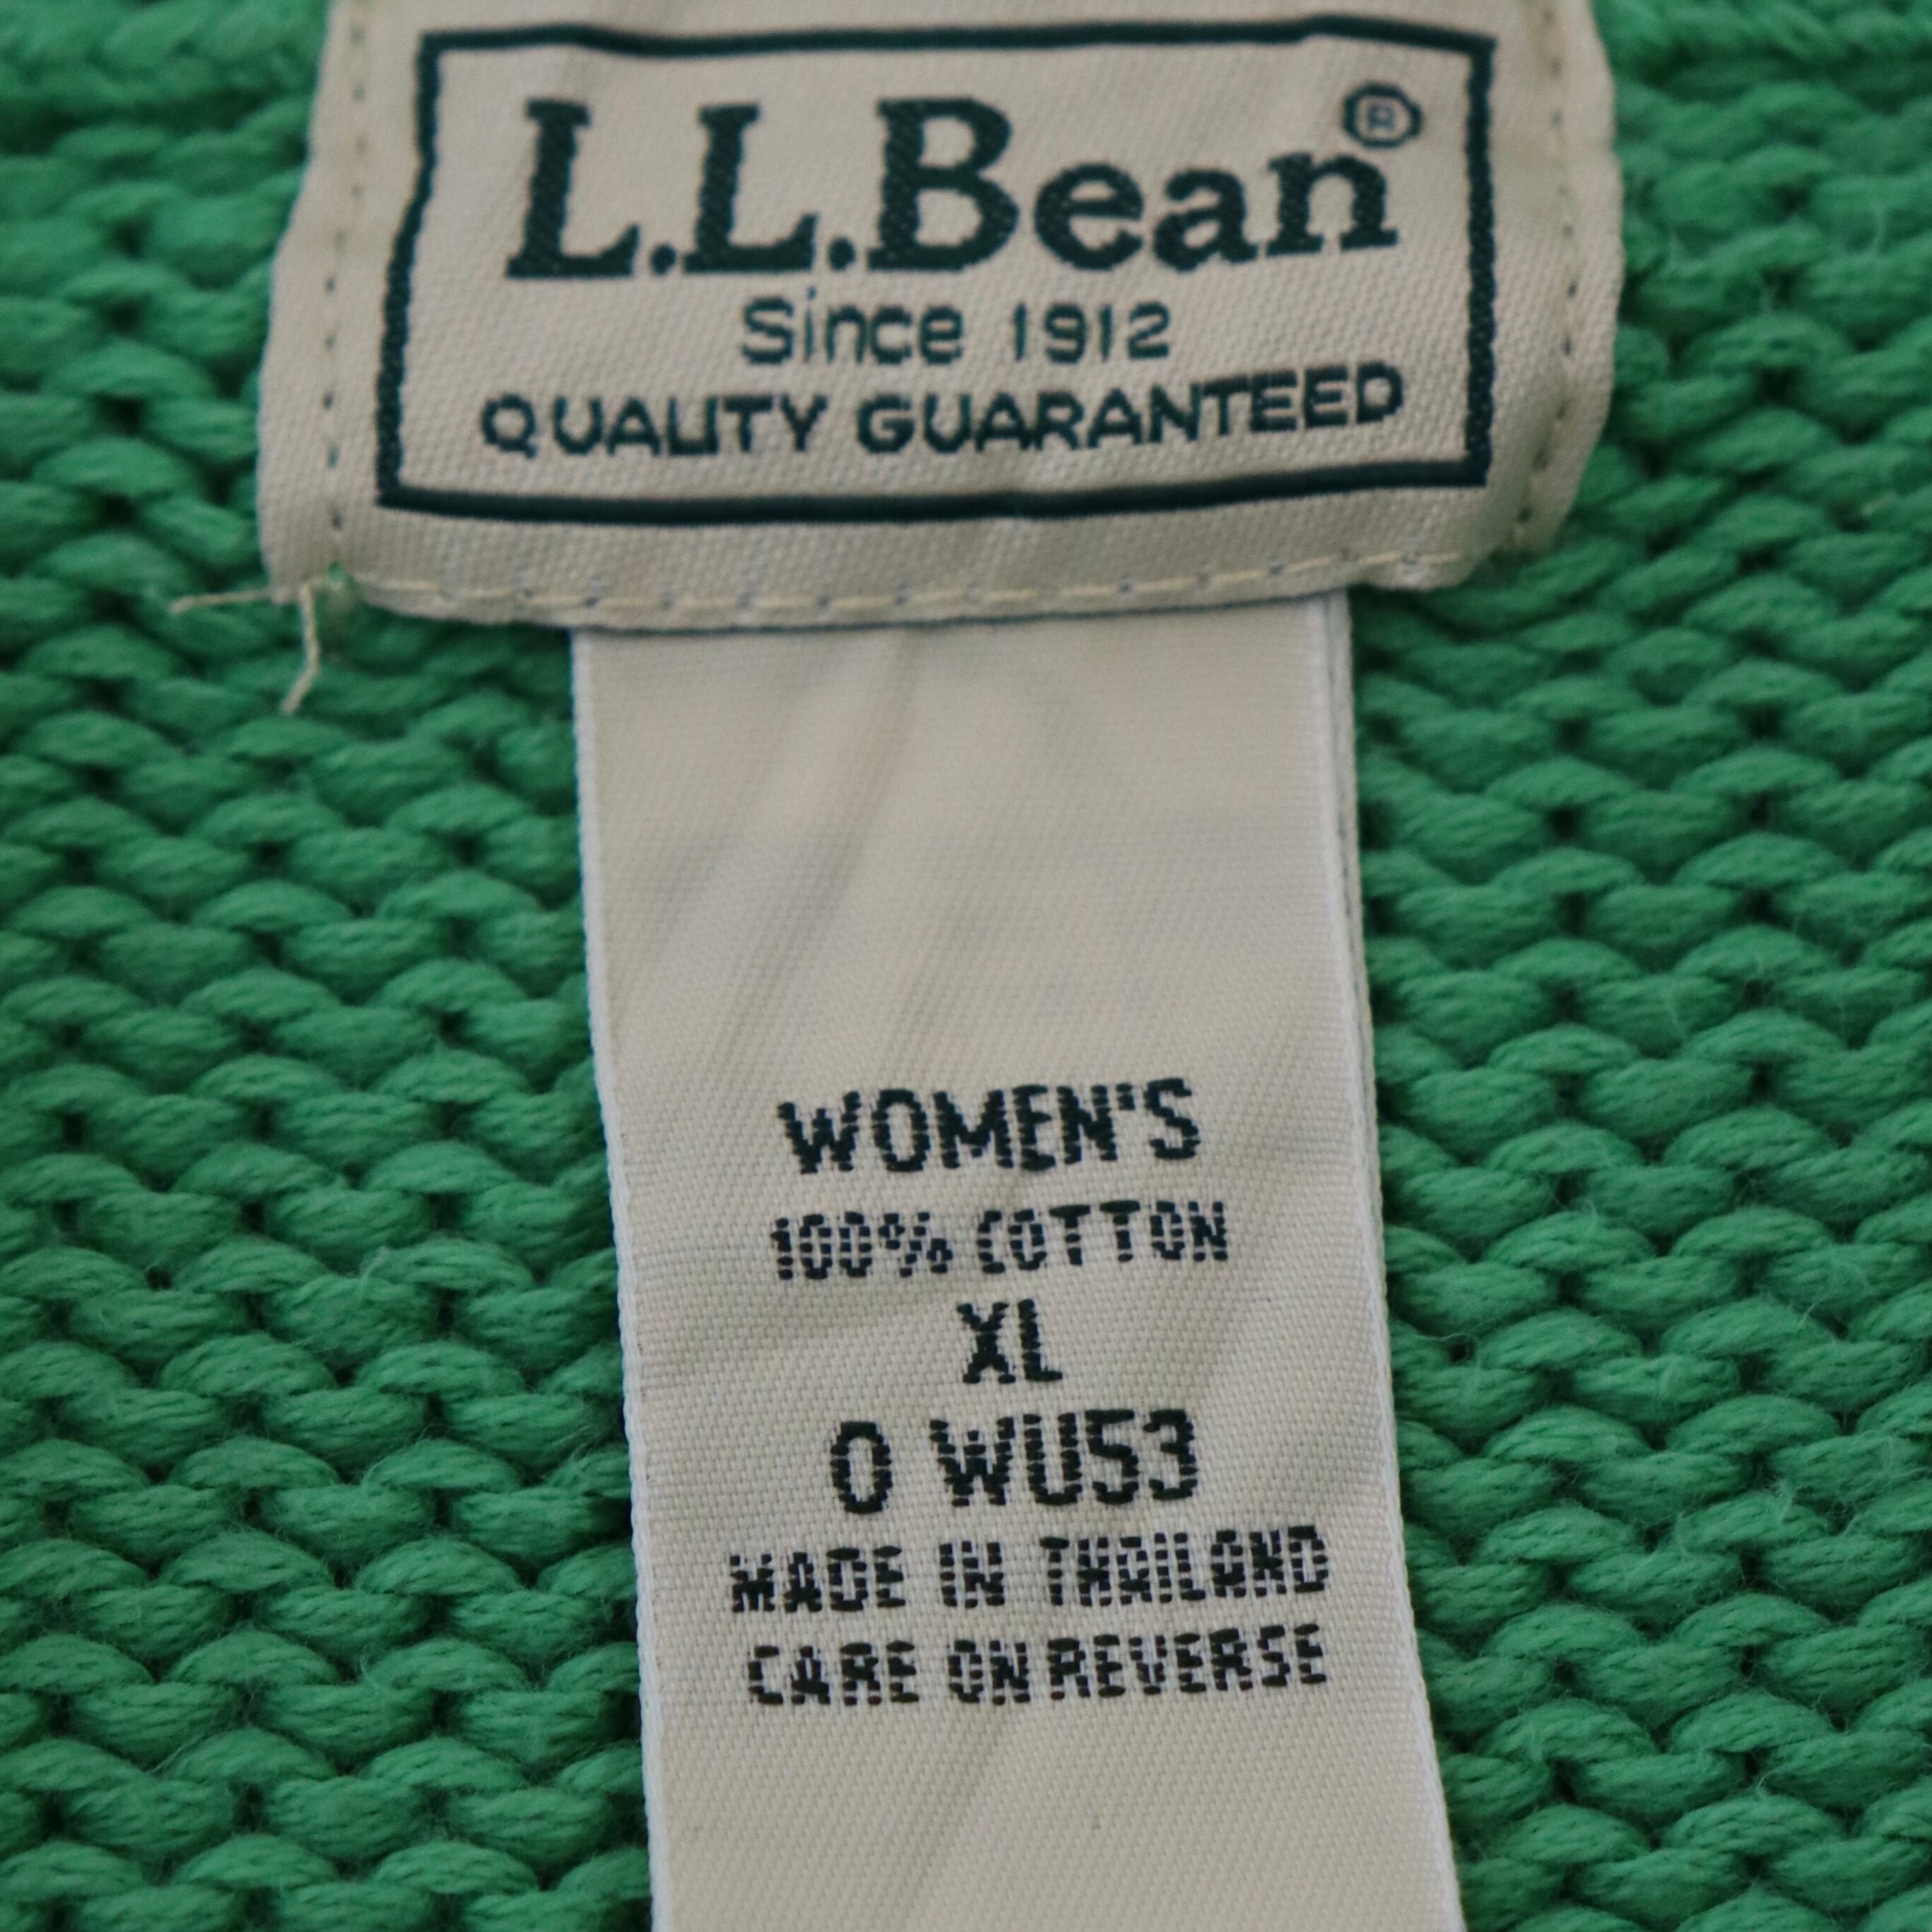 L.L.Bean®
Since 1912
QUALITY GUARANTEED
WOMEN'S
100% COTTON
XL
0 WU53
MADE IN THAILAND
CARE ON REVERSE